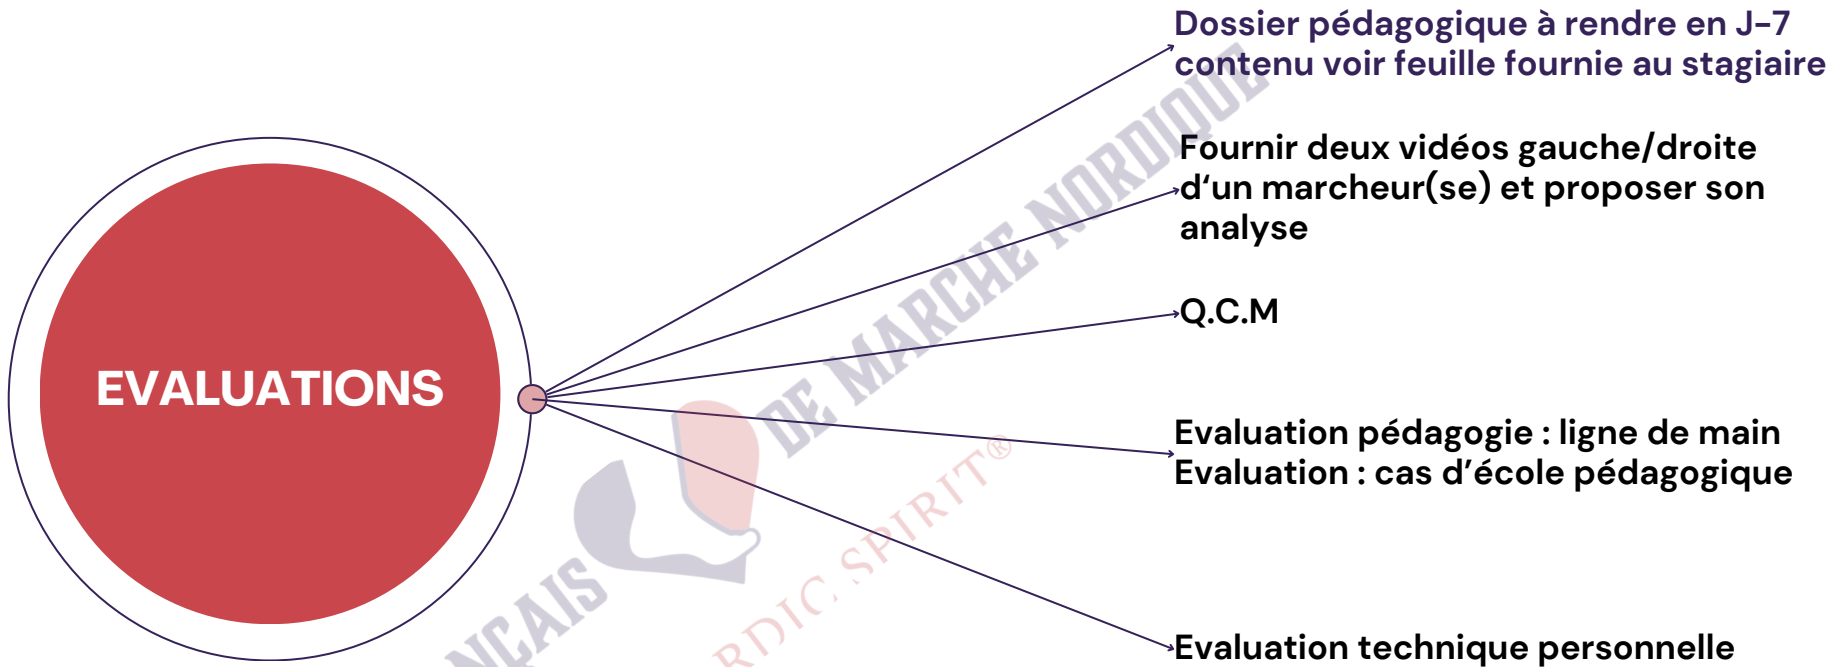 Dossier pédagogique à rendre en J-7
contenu voir feuille fournie au stagiaire
Fournir deux vidéos gauche/droite
d‘un marcheur(se) et proposer son
analyse
Q.C.M
EVALUATIONS
Evaluation pédagogie : ligne de main
Evaluation : cas d’école pédagogique
Evaluation technique personnelle
DE MARCHE NORDIQUE
SPIRIT®